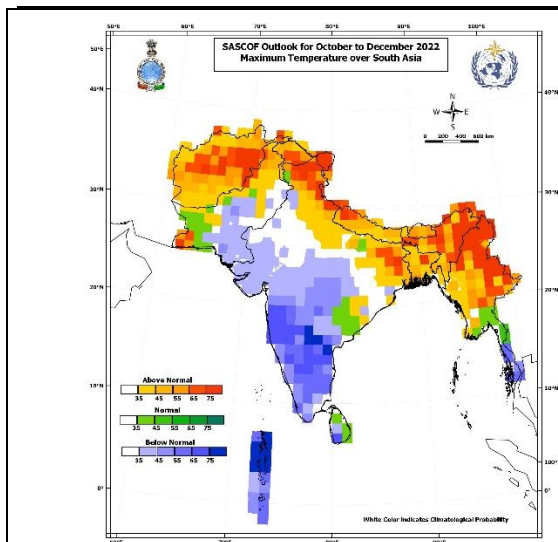 50°E 60°E 70°E 80°E 90°E 100°E
50°N
SASCOF Outlook for October to December 2022
Maximum Temperature over South Asia
40°N 40°N
N
W E
S
0 200 400 600 km
30°N 30°N
20°N 20°N
10°N 10°N
Above Normal
35 45 55 65 75
Normal
35 45 55 65 75
Below Normal
35 45 55 65 75
0° 0°
White Color Indicates Climatological Probability